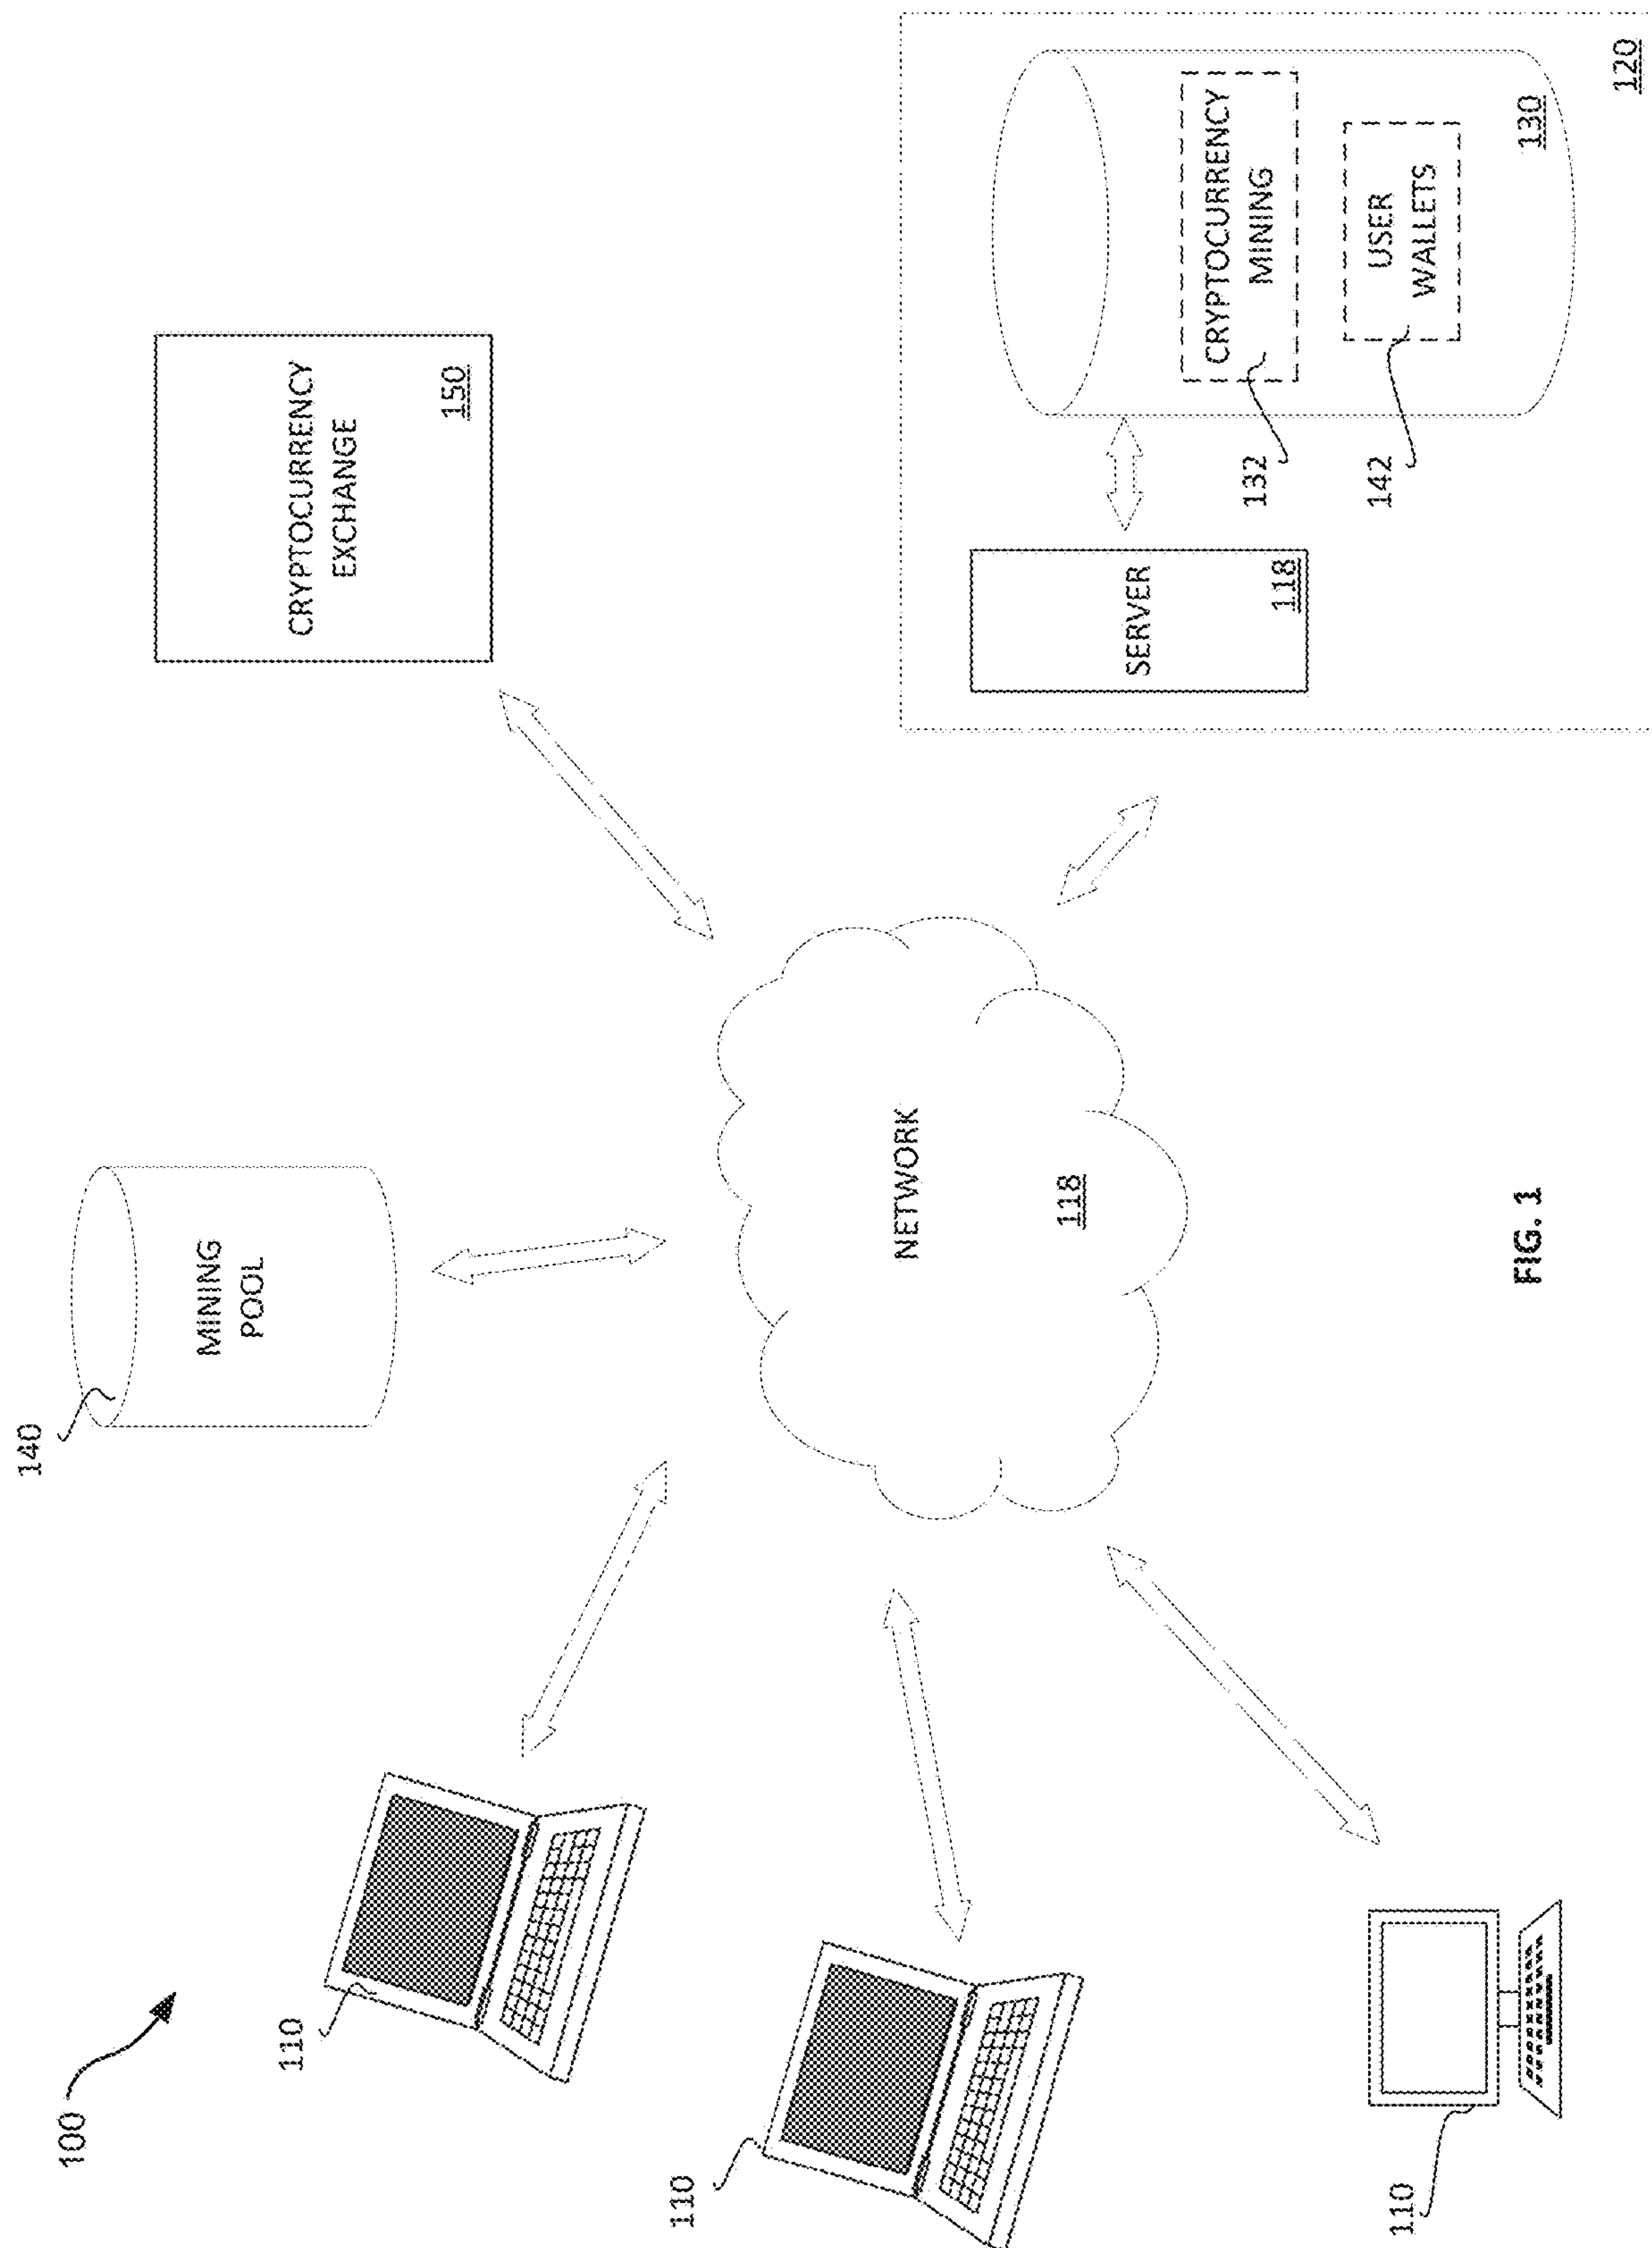 100
140
MINING
POOL
CRYPTOCURRENCY
EXCHANGE
150
110
110
110
NETWORK
118
SERVER
118
CRYPTOCURRENCY
MINING
132
USER
WALLETS
142
130
120
FIG. 1